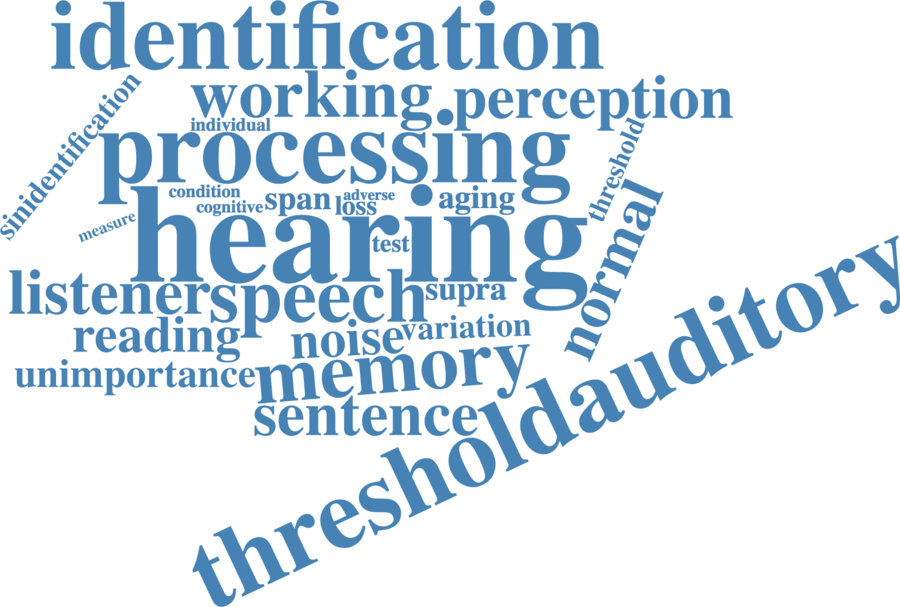 identification
working
perception
individual
processing
sinidentification
threshold
condition
cognitive
span
adverse
loss
aging
measure
hearing
test
normal
listener
speech
supra
reading
noise
variation
unimportance
memory
sentence
thresholdauditory